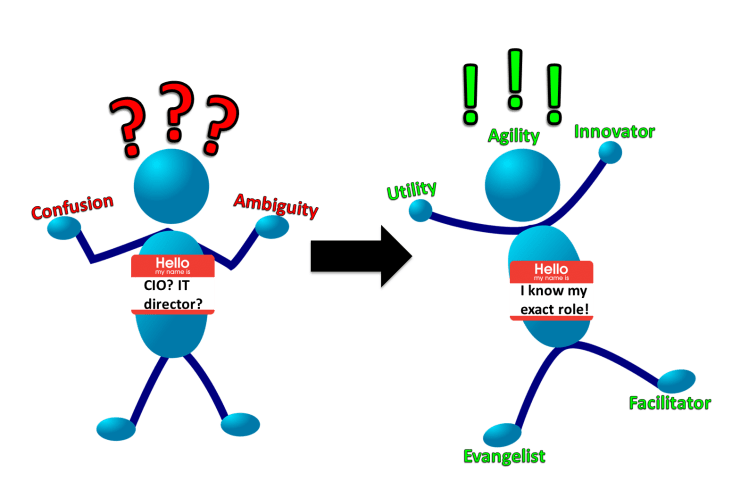 ? ? ?
Confusion
Ambiguity
Hello
my name is
CIO? IT
director?
! ! !
Agility
Innovator
Utility
Hello
my name is
I know my
exact role!
Facilitator
Evangelist